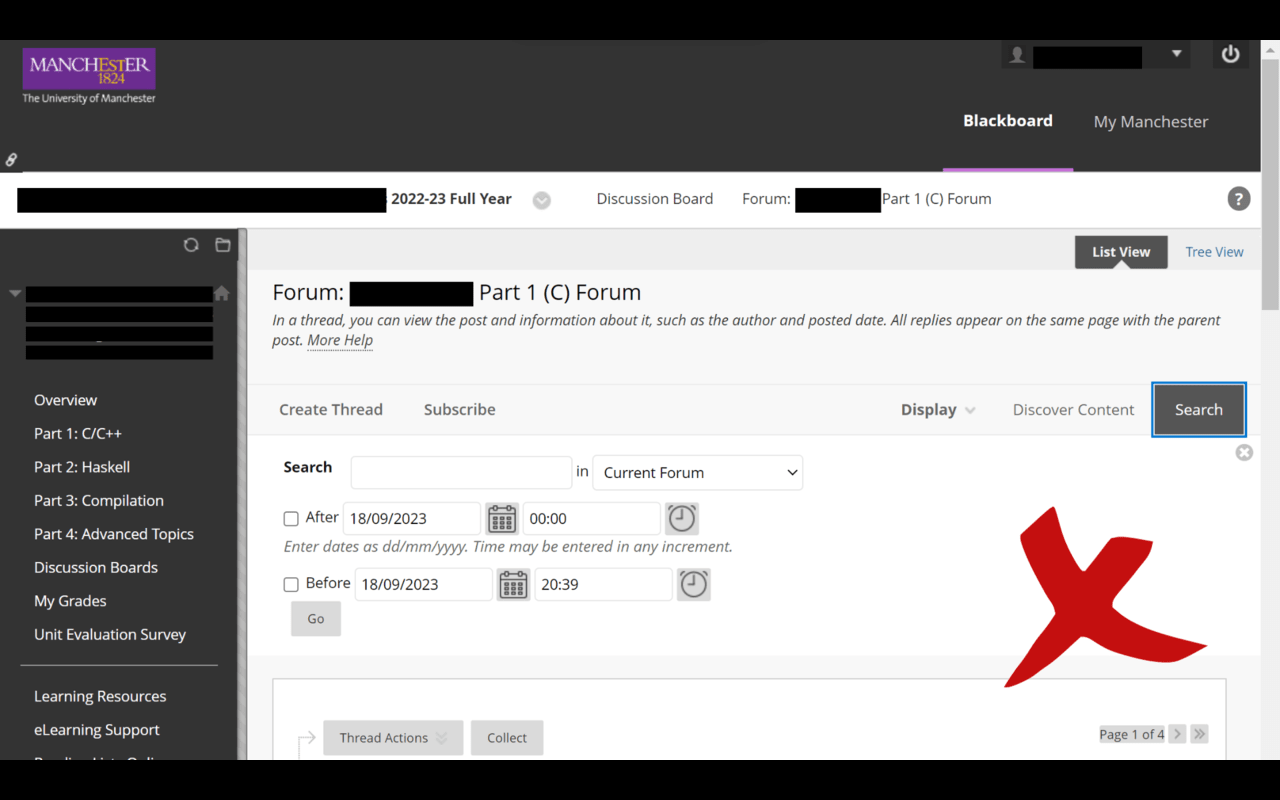 MANCHESTER
1824
The University of Manchester
Blackboard
My Manchester
2022-23 Full Year
Discussion Board
Forum:
Part 1 (C) Forum
?
List View
Tree View
Forum: Part 1 (C) Forum
In a thread, you can view the post and information about it, such as the author and posted date. All replies appear on the same page with the parent
post. More Help
Overview
Part 1: C/C++
Part 2: Haskell
Part 3: Compilation
Part 4: Advanced Topics
Discussion Boards
My Grades
Unit Evaluation Survey
Learning Resources
eLearning Support
Create Thread
Subscribe
Display
Discover Content
Search
Search
in
Current Forum
After 18/09/2023
00:00
Enter dates as dd/mm/yyyy. Time may be entered in any increment.
Before 18/09/2023
20:39
Go
Thread Actions
Collect
Page 1 of 4